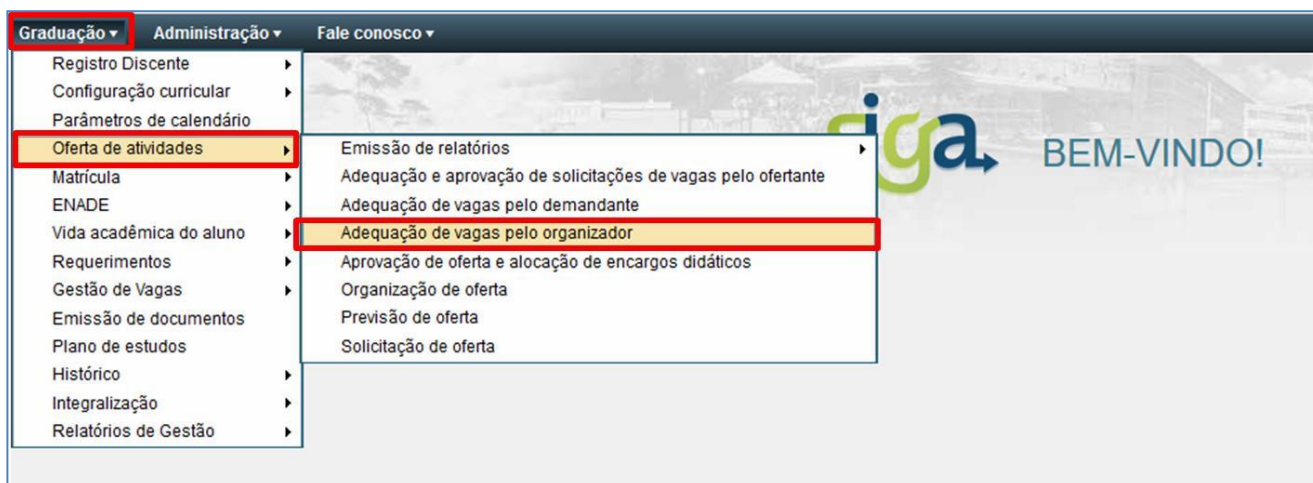 Graduação Administração Fale conosco
Registro Discente
Configuração curricular
Parâmetros de calendário
Oferta de atividades
Matrícula
ENADE
Vida acadêmica do aluno
Requerimentos
Gestão de Vagas
Emissão de documentos
Plano de estudos
Histórico
Integralização
Relatórios de Gestão
Emissão de relatórios
Adequação e aprovação de solicitações de vagas pelo ofertante
Adequação de vagas pelo demandante
Adequação de vagas pelo organizador
Aprovação de oferta e alocação de encargos didáticos
Organização de oferta
Previsão de oferta
Solicitação de oferta
siga
BEM-VINDO!